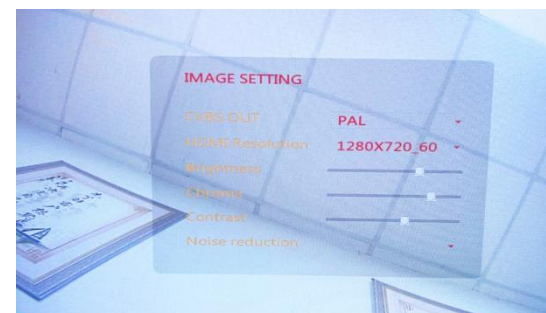 IMAGE SETTING
CVBS OUT PAL
HDMI Resolution 1280X720_60
Brightness
Chroma
Contrast
Noise reduction